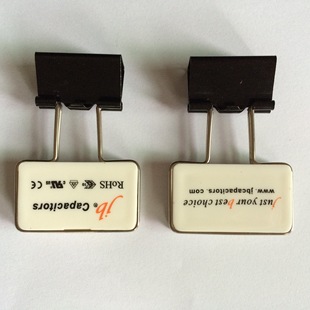 jb® Capacitors
RoHS CE
Just your best choice
www.jbcapacitors.com